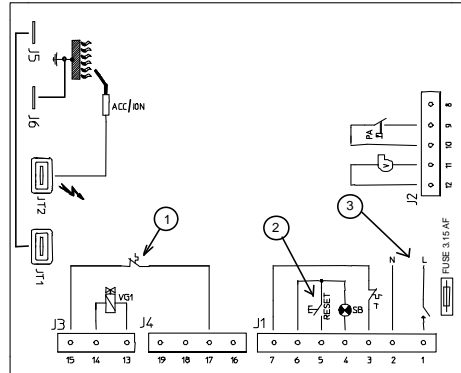 J5
J6
ACC/ION
JT2
JT1
1
2
3
PA
V
J2
8
9
10
11
12
VG1
J3
J4
J1
RESET
SB
N
L
FUSE 3.15 AF
15
14
13
19
18
17
16
7
6
5
4
3
2
1